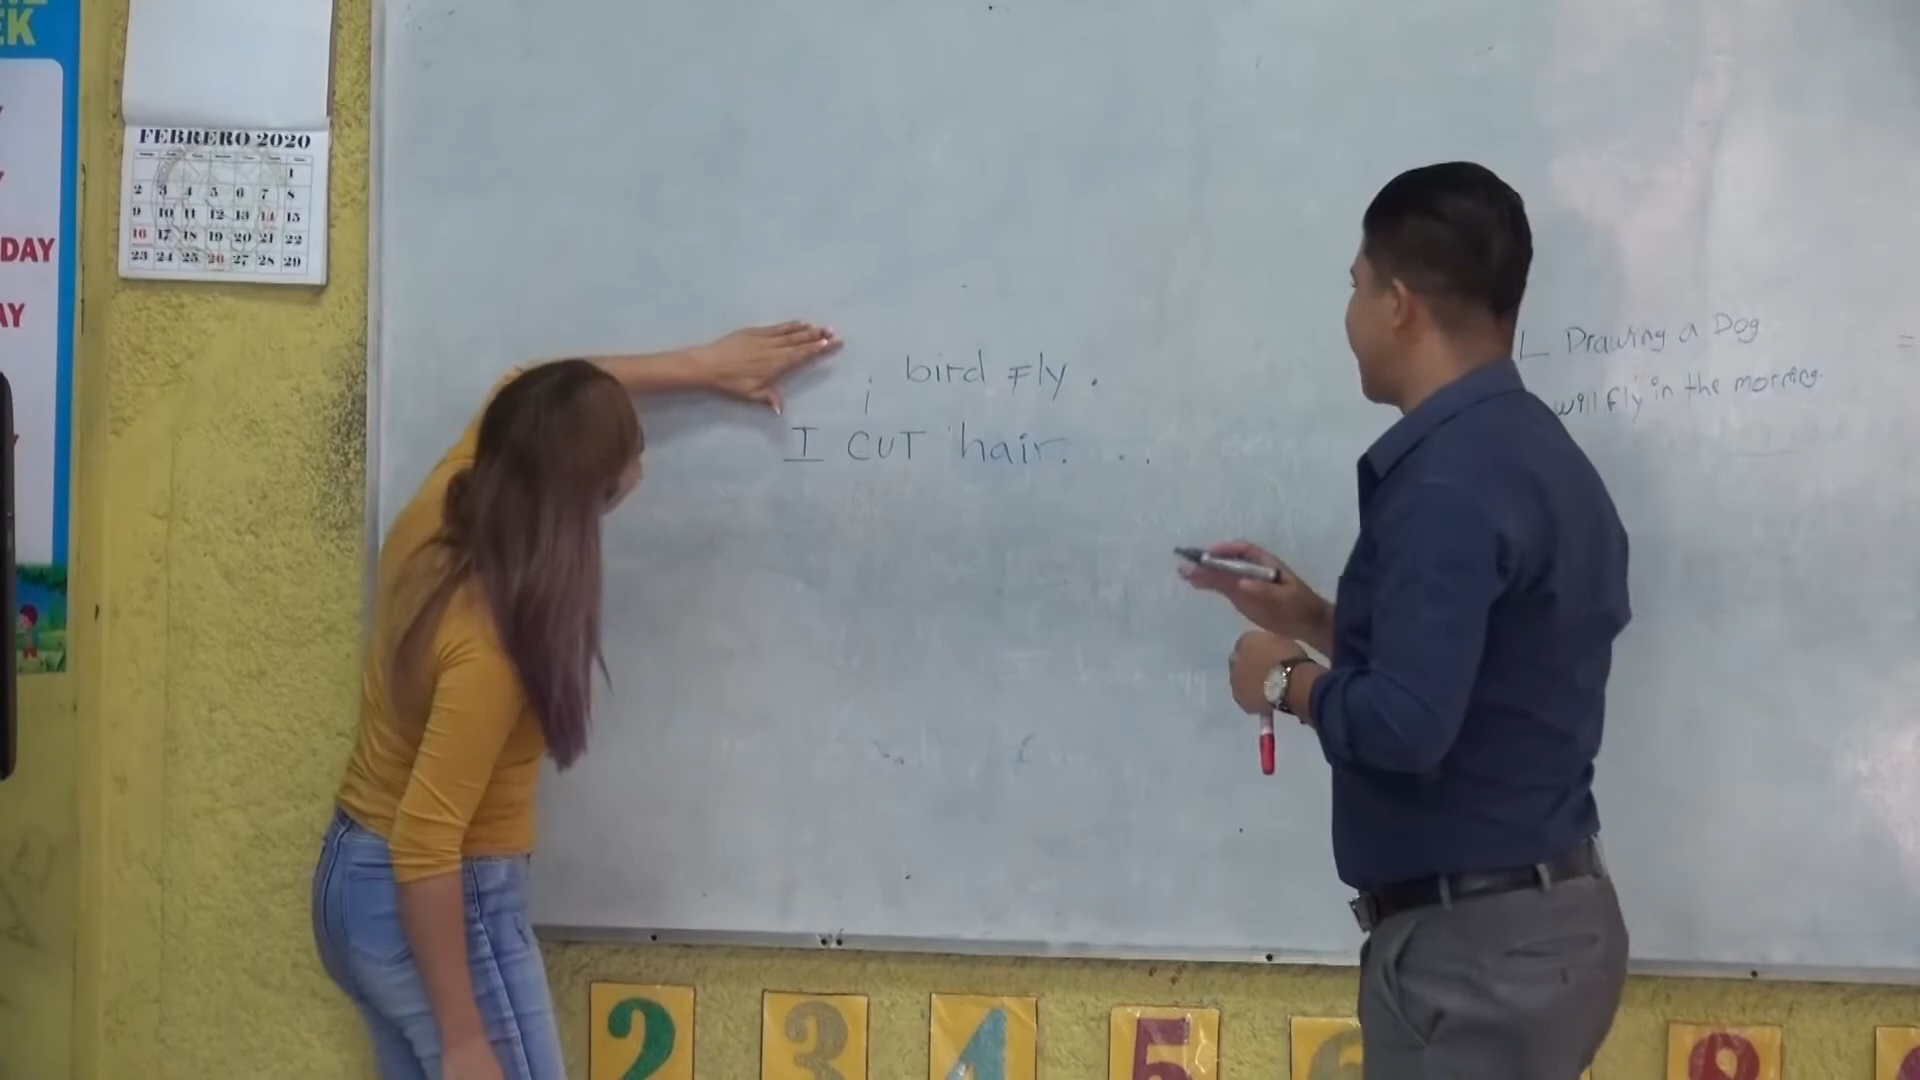 EK
DAY
AY
FEBRERO 2020
1
2 3 4 5 6 7 8
9 10 11 12 13 14 15
16 17 18 19 20 21 22
23 24 25 26 27 28 29
bird Fly .
I CUT hair. . .
Drawing a Dog =
will Fly in the morning.
2 3 4 5 6 8